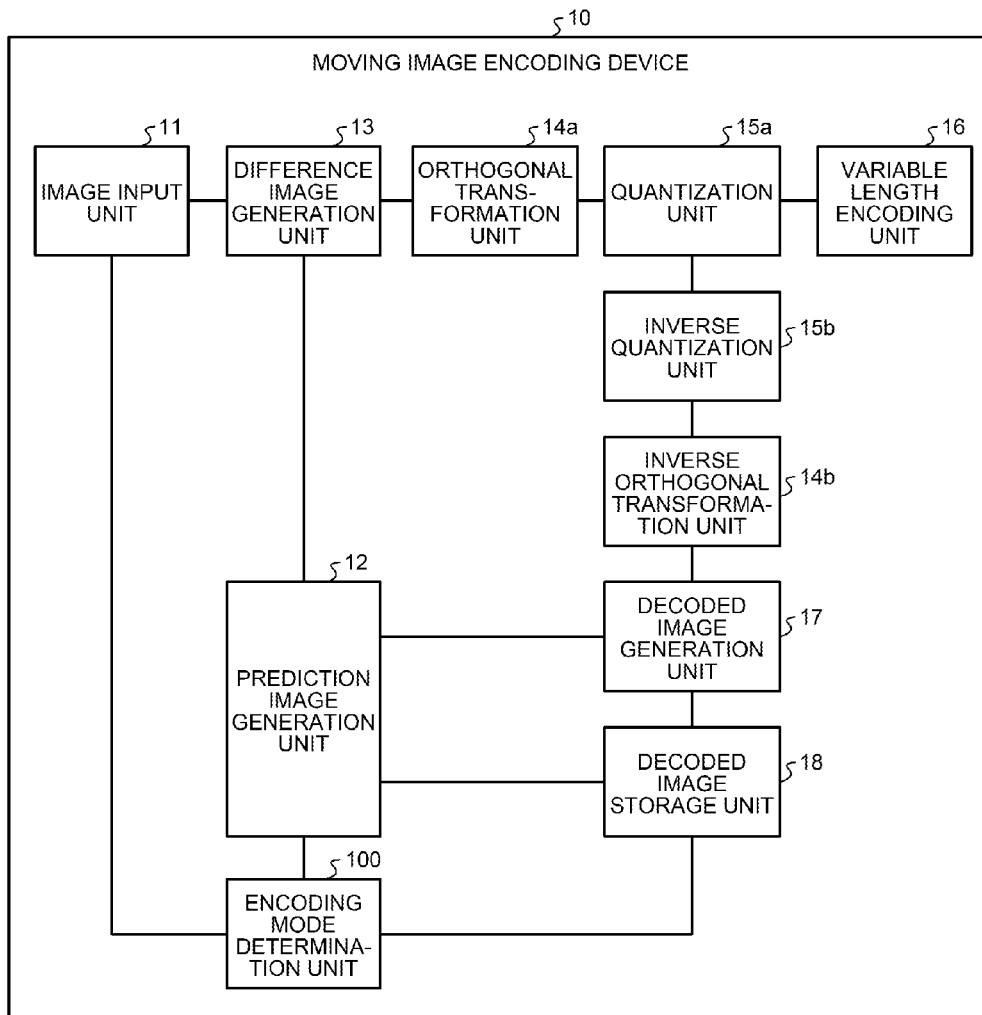 10
MOVING IMAGE ENCODING DEVICE
11
IMAGE INPUT
UNIT
13
DIFFERENCE
IMAGE
GENERATION
UNIT
14a
ORTHOGONAL
TRANS-
FORMATION
UNIT
15a
QUANTIZATION
UNIT
16
VARIABLE
LENGTH
ENCODING
UNIT
15b
INVERSE
QUANTIZATION
UNIT
14b
INVERSE
ORTHOGONAL
TRANSFORMA-
TION UNIT
12
PREDICTION
IMAGE
GENERATION
UNIT
17
DECODED
IMAGE
GENERATION
UNIT
18
DECODED
IMAGE
STORAGE UNIT
100
ENCODING
MODE
DETERMINA-
TION UNIT